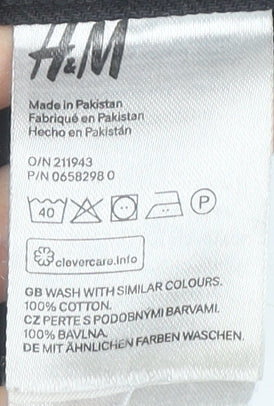 H&M
Made in Pakistan
Fabriqué en Pakistan
Hecho en Pakistán
O/N 211943
P/N 0658298 0
40 P
clevercare.info
GB WASH WITH SIMILAR COLOURS.
100% COTTON.
CZ PERTE S PODOBNÝMI BARVAMI.
100% BAVLNA.
DE MIT ÄHNLICHEN FARBEN WASCHEN.